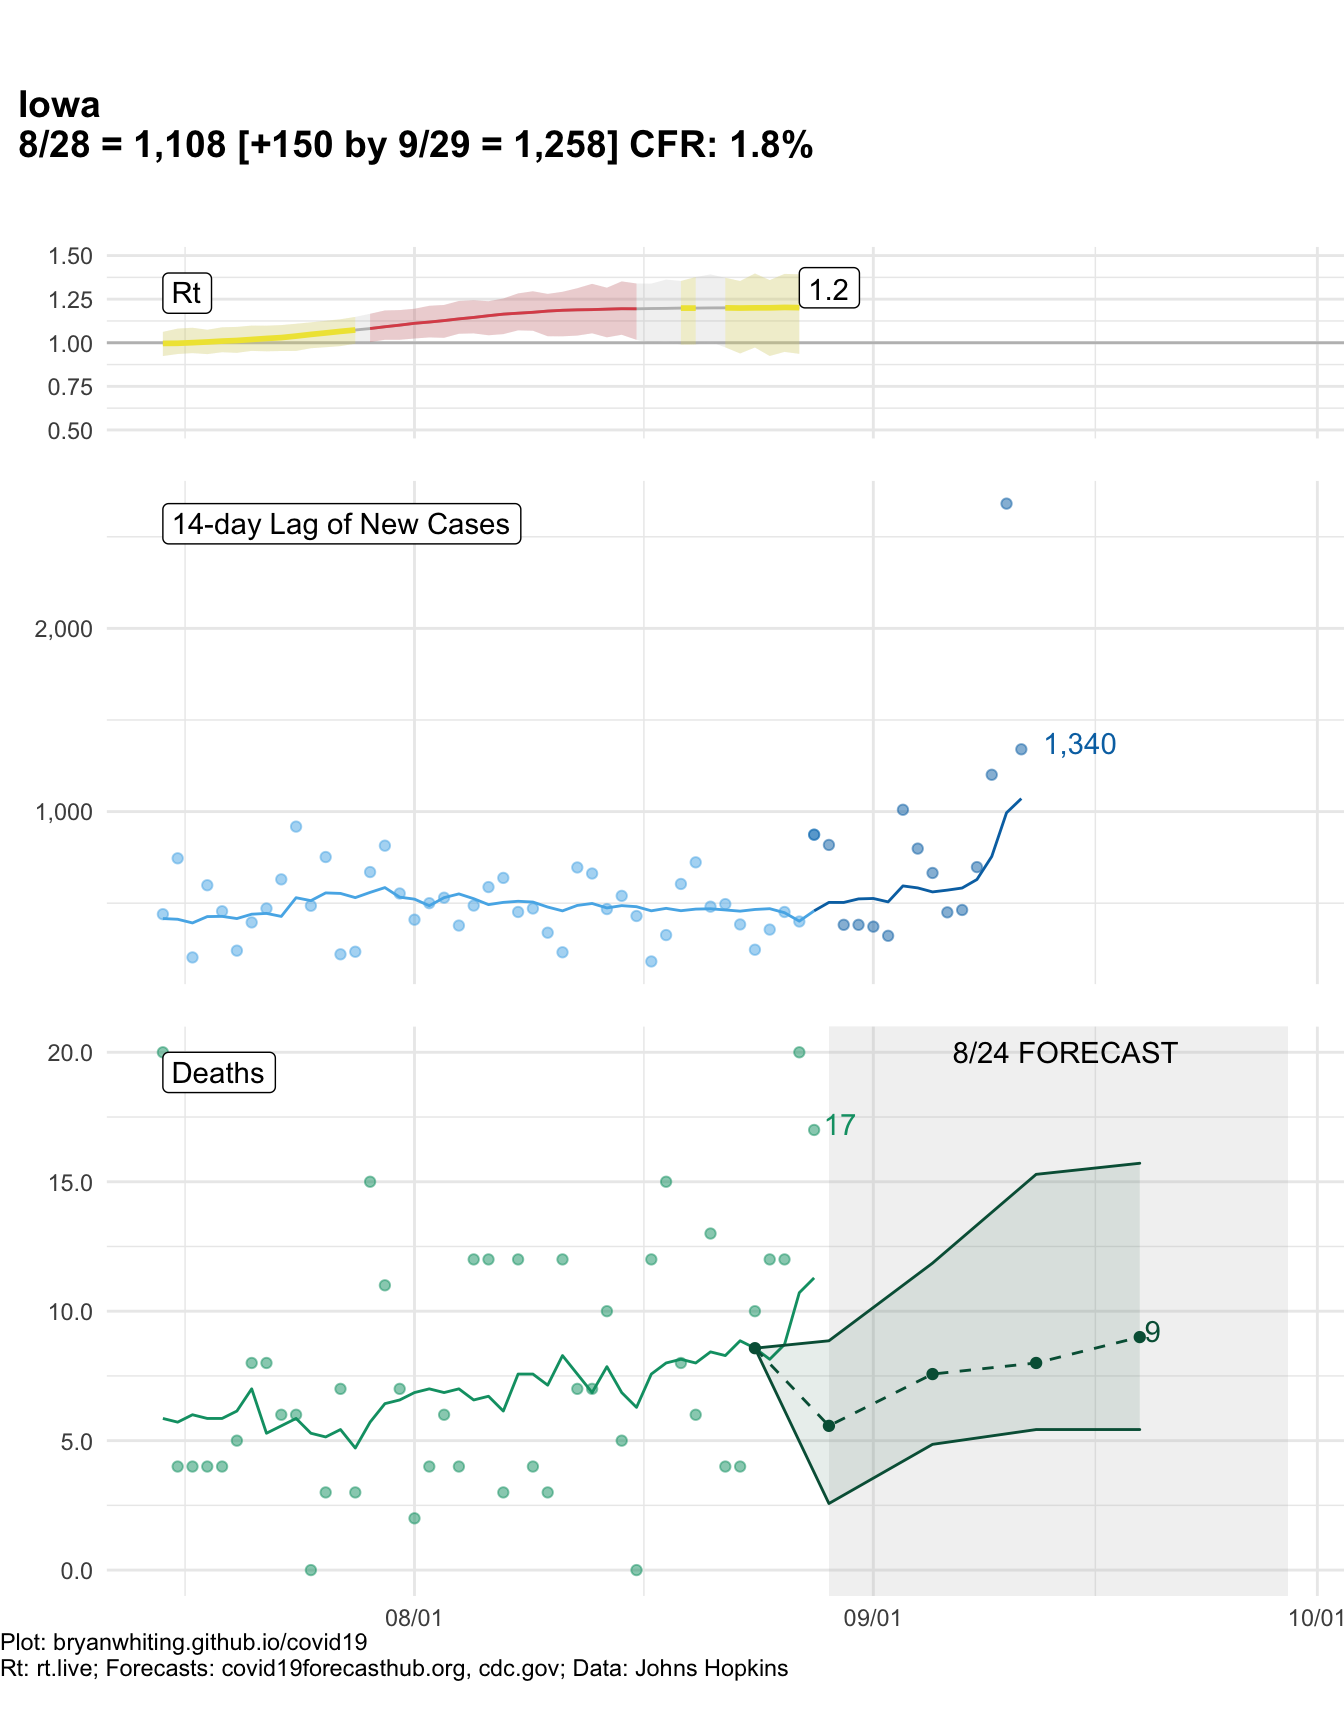 Iowa
8/28 = 1,108 [+150 by 9/29 = 1,258] CFR: 1.8%
1.50
1.25
1.00
0.75
0.50
Rt
1.2
14-day Lag of New Cases
2,000
1,000
1,340
20.0
15.0
10.0
5.0
0.0
Deaths
17
8/24 FORECAST
9
08/01
09/01
10/01
Plot: bryanwhiting.github.io/covid19
Rt: rt.live; Forecasts: covid19forecasthub.org, cdc.gov; Data: Johns Hopkins